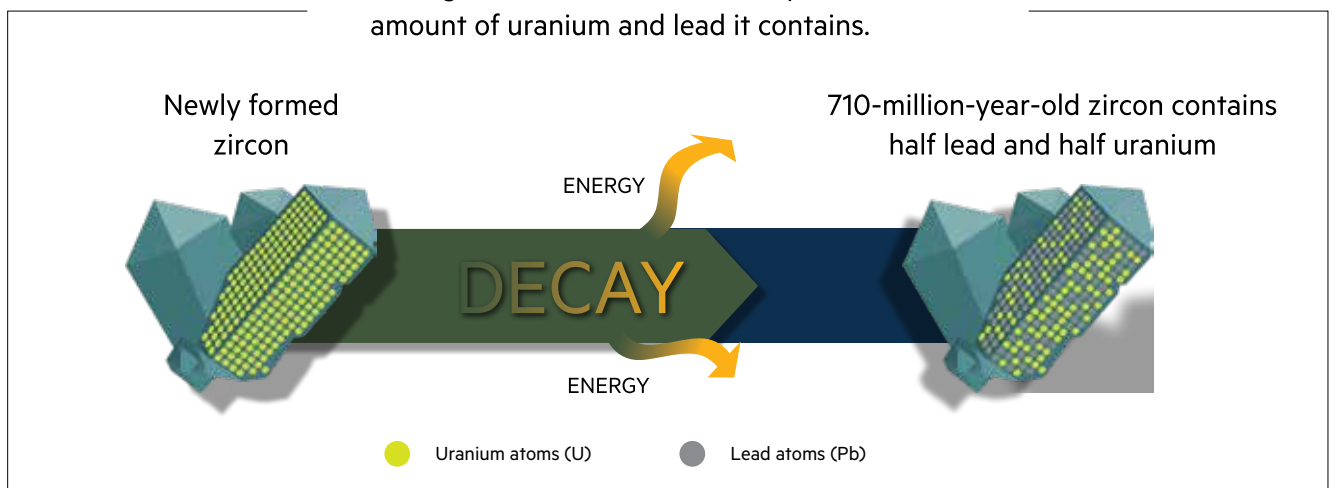 amount of uranium and lead it contains.
Newly formed
zircon
710-million-year-old zircon contains
half lead and half uranium
ENERGY
DECAY
ENERGY
Uranium atoms (U)
Lead atoms (Pb)